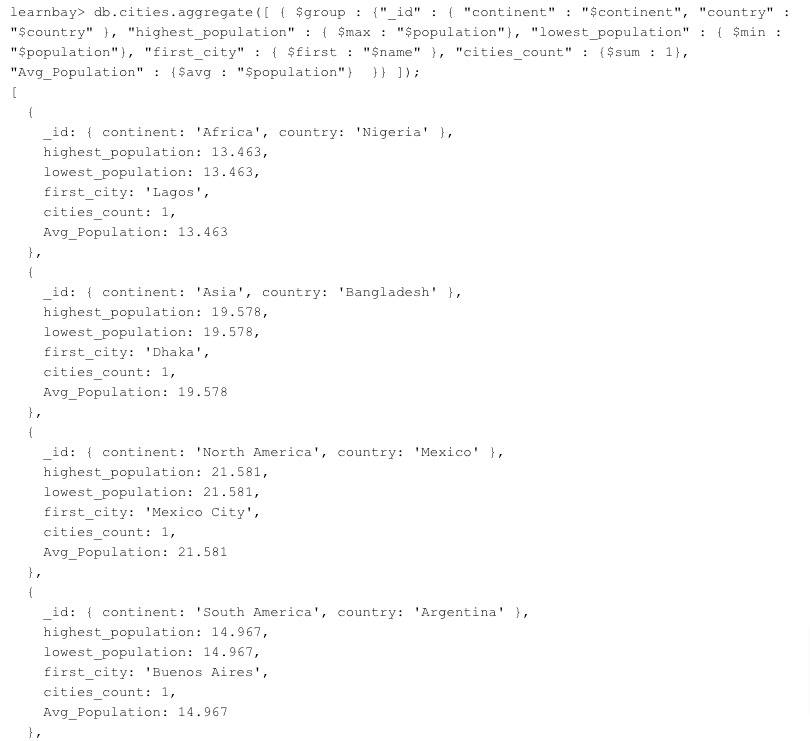 learnbay> db.cities.aggregate([ { $group : {"_id" : { "continent" : "$continent", "country" :
"$country" }, "highest_population" : { $max : "$population"}, "lowest_population" : { $min :
"$population"}, "first_city" : { $first : "$name" }, "cities_count" : {$sum : 1},
"Avg_Population" : {$avg : "$population"}  }} ]);
[
  {
    _id: { continent: 'Africa', country: 'Nigeria' },
    highest_population: 13.463,
    lowest_population: 13.463,
    first_city: 'Lagos',
    cities_count: 1,
    Avg_Population: 13.463
  },
  {
    _id: { continent: 'Asia', country: 'Bangladesh' },
    highest_population: 19.578,
    lowest_population: 19.578,
    first_city: 'Dhaka',
    cities_count: 1,
    Avg_Population: 19.578
  },
  {
    _id: { continent: 'North America', country: 'Mexico' },
    highest_population: 21.581,
    lowest_population: 21.581,
    first_city: 'Mexico City',
    cities_count: 1,
    Avg_Population: 21.581
  },
  {
    _id: { continent: 'South America', country: 'Argentina' },
    highest_population: 14.967,
    lowest_population: 14.967,
    first_city: 'Buenos Aires',
    cities_count: 1,
    Avg_Population: 14.967
  },